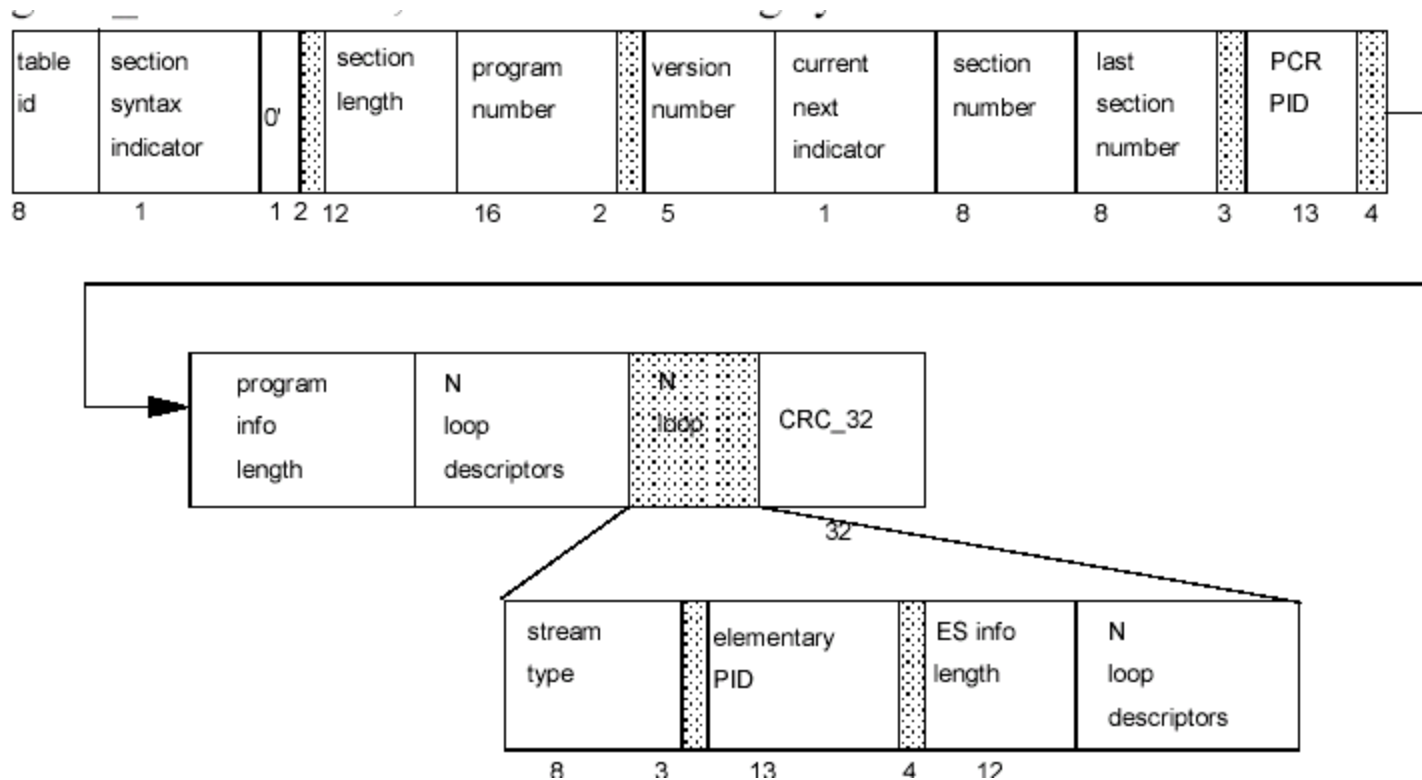 table
id
section
syntax
indicator
0'
section
length
program
number
version
number
current
next
indicator
section
number
last
section
number
PCR
PID
8 1 1 2 12 16 2 5 1 8 8 3 13 4
program
info
length
N
loop
descriptors
N
loop
CRC_32
32
stream
type
elementary
PID
ES info
length
N
loop
descriptors
8 3 13 4 12